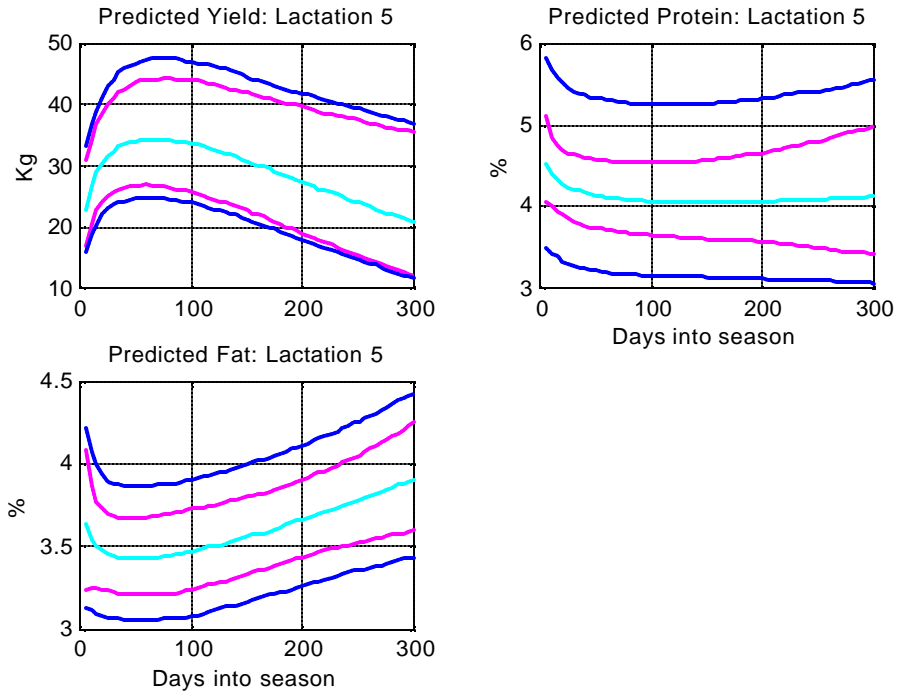 Predicted Yield: Lactation 5
50
40
30
20
10
Kg
0 100 200 300
Predicted Protein: Lactation 5
6
5
4
3
%
0 100 200 300
Days into season
Predicted Fat: Lactation 5
4.5
4
3.5
3
%
0 100 200 300
Days into season